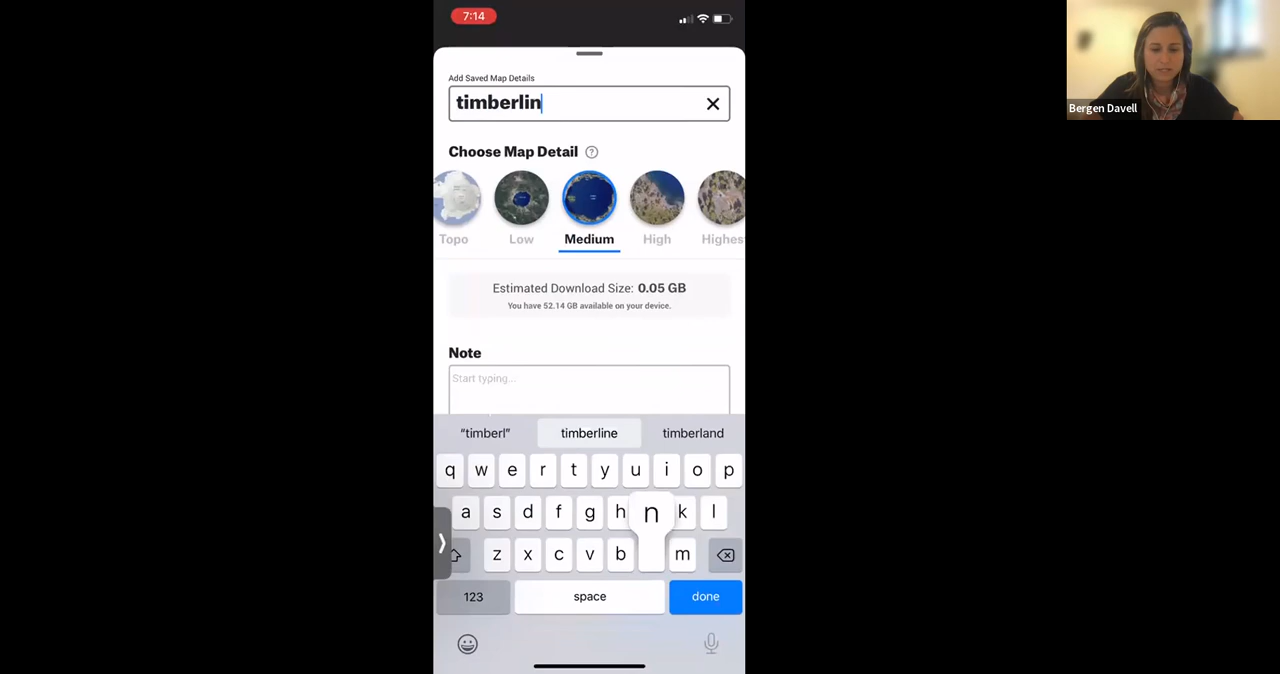 7:14
Add Saved Map Details
timberlin
Choose Map Detail ?
Topo Low Medium High Highes
Estimated Download Size: 0.05 GB
You have 52.14 GB available on your device.
Note
Start typing...
"timberl" timberline timberland
q w e r t y u i o p
a s d f g h n k l
z x c v b m
123 space done
Bergen Davell